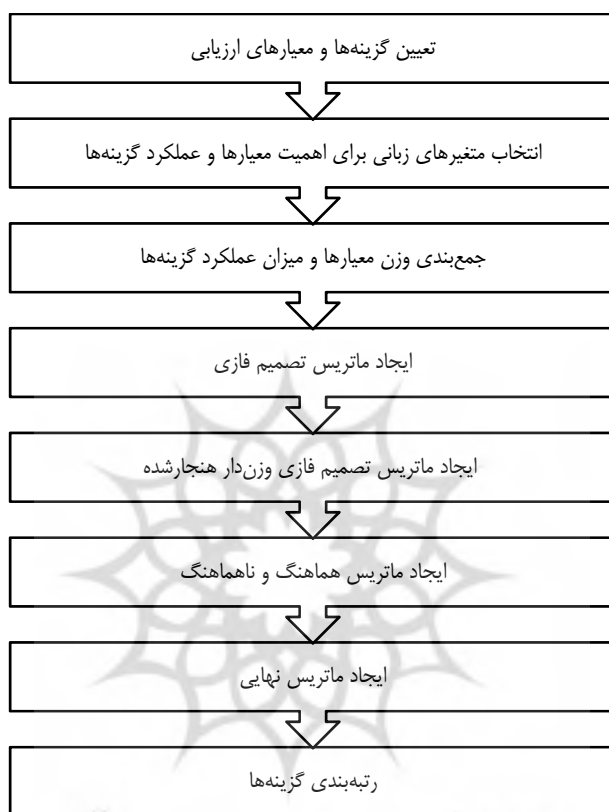 تعیین گزینه‌ها و معیارهای ارزیابی
انتخاب متغیرهای زبانی برای اهمیت معیارها و عملکرد گزینه‌ها
جمع‌بندی وزن معیارها و میزان عملکرد گزینه‌ها
ایجاد ماتریس تصمیم فازی
ایجاد ماتریس تصمیم فازی وزن‌دار هنجارشده
ایجاد ماتریس هماهنگ و ناهماهنگ
ایجاد ماتریس نهایی
رتبه‌بندی گزینه‌ها